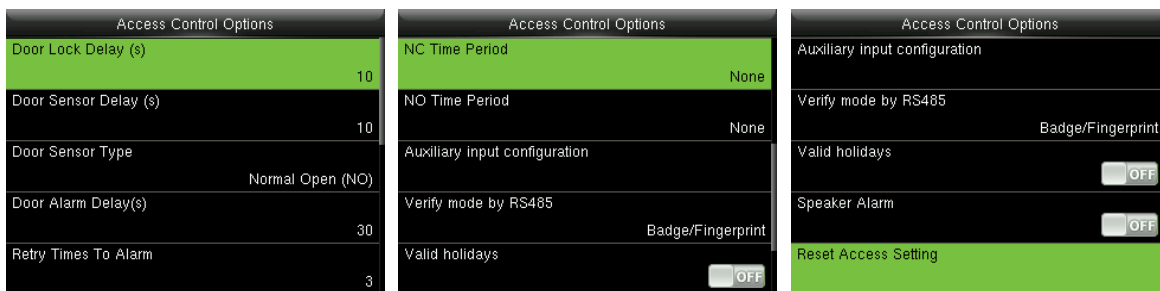 Access Control Options
Door Lock Delay (s)
10
Door Sensor Delay (s)
10
Door Sensor Type
Normal Open (NO)
Door Alarm Delay(s)
30
Retry Times To Alarm
3
Access Control Options
NC Time Period
None
NO Time Period
None
Auxiliary input configuration
Verify mode by RS485
Badge/Fingerprint
Valid holidays
OFF
Access Control Options
Auxiliary input configuration
Verify mode by RS485
Badge/Fingerprint
Valid holidays
OFF
Speaker Alarm
OFF
Reset Access Setting